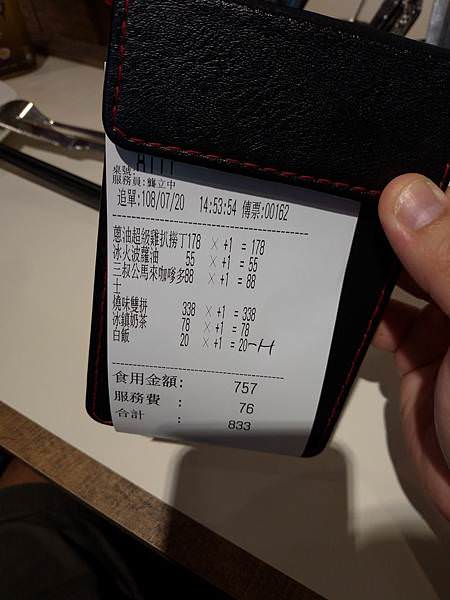 桌號:A111
服務員:龔立中
追單:108/07/20 14:53:54 傳票:00162
蔥油超級雞扒撈丁178 × +1 = 178
冰火波蘿油 55 × +1 = 55
三叔公馬來咖嗲多88 × +1 = 88
士
燒味雙拼 338 × +1 = 338
冰鎮奶茶 78 × +1 = 78
白飯 20 × +1 = 20
食用金額: 757
服務費 : 76
合計 : 833